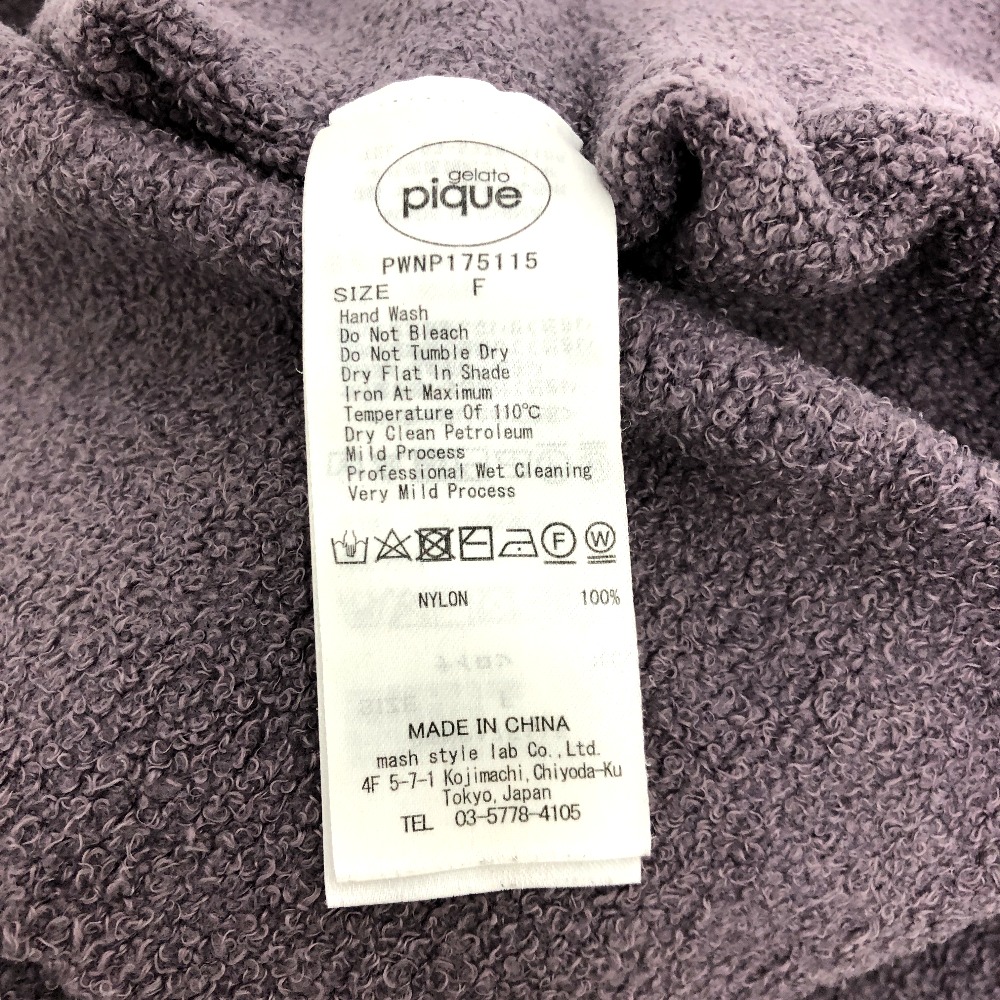 gelato
pique
PWNP175115
SIZE F
Hand Wash
Do Not Bleach
Do Not Tumble Dry
Dry Flat In Shade
Iron At Maximum
Temperature Of 110℃
Dry Clean Petroleum
Mild Process
Professional Wet Cleaning
Very Mild Process
F W
NYLON 100%
MADE IN CHINA
mash style lab Co.,Ltd.
4F 5-7-1 Kojimachi,Chiyoda-Ku
Tokyo,Japan
TEL 03-5778-4105